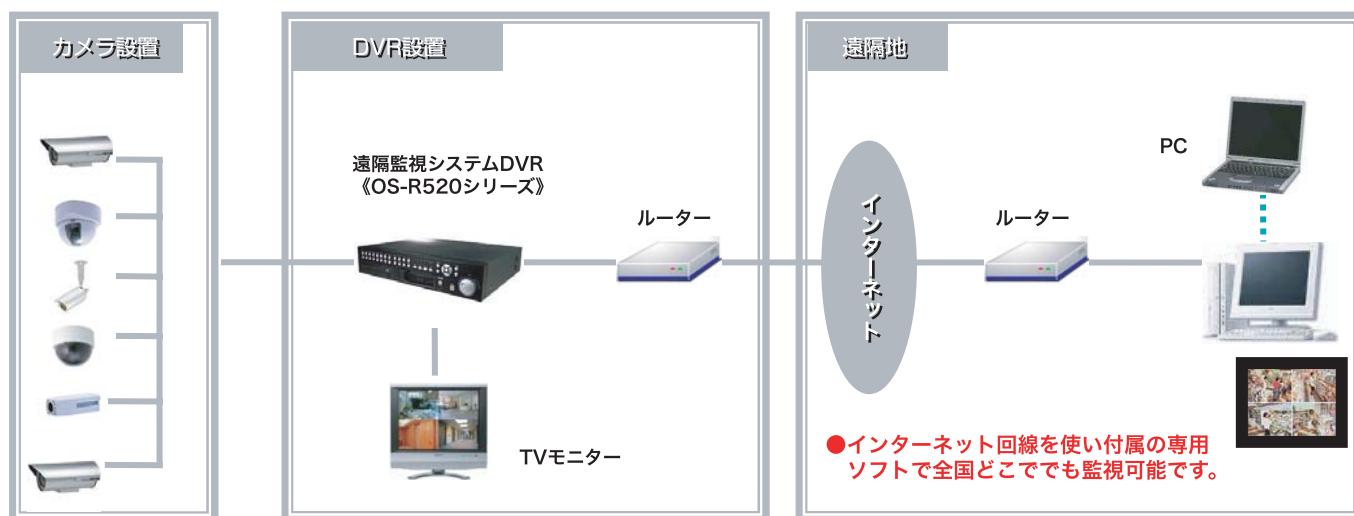 カメラ設置
DVR設置
遠隔監視システムDVR
《OS-R520シリーズ》
ルーター
TVモニター
遠隔地
インターネット
ルーター
PC
●インターネット回線を使い付属の専用
ソフトで全国どこででも監視可能です。